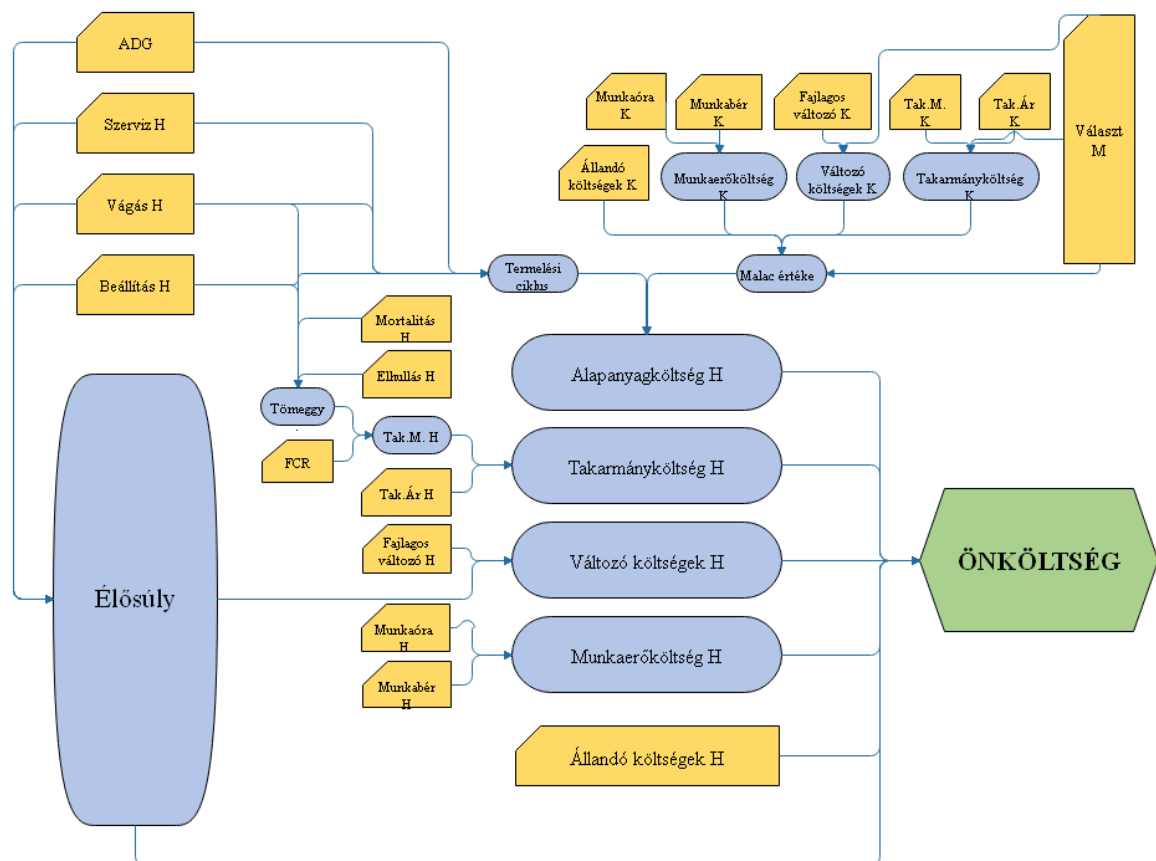 ADG
Szerviz H
Vágás H
Beállítás H
Munkaóra
K
Munkabér
K
Fajlagos
változó K
Tak.M.
K
Tak.Ár
K
Választ
M
Állandó
költségek K
Munkaerőköltség
K
Változó
költségek K
Takarmányköltség
K
Termelési
ciklus
Malac értéke
Mortalitás
H
Elhullás H
Tömeggy
.
FCR
Tak.M. H
Tak.Ár H
Fajlagos
változó H
Munkaóra
H
Munkabér
H
Élősúly
Alapanyagköltség H
Takarmányköltség H
Változó költségek H
Munkaerőköltség H
Állandó költségek H
ÖNKÖLTSÉG